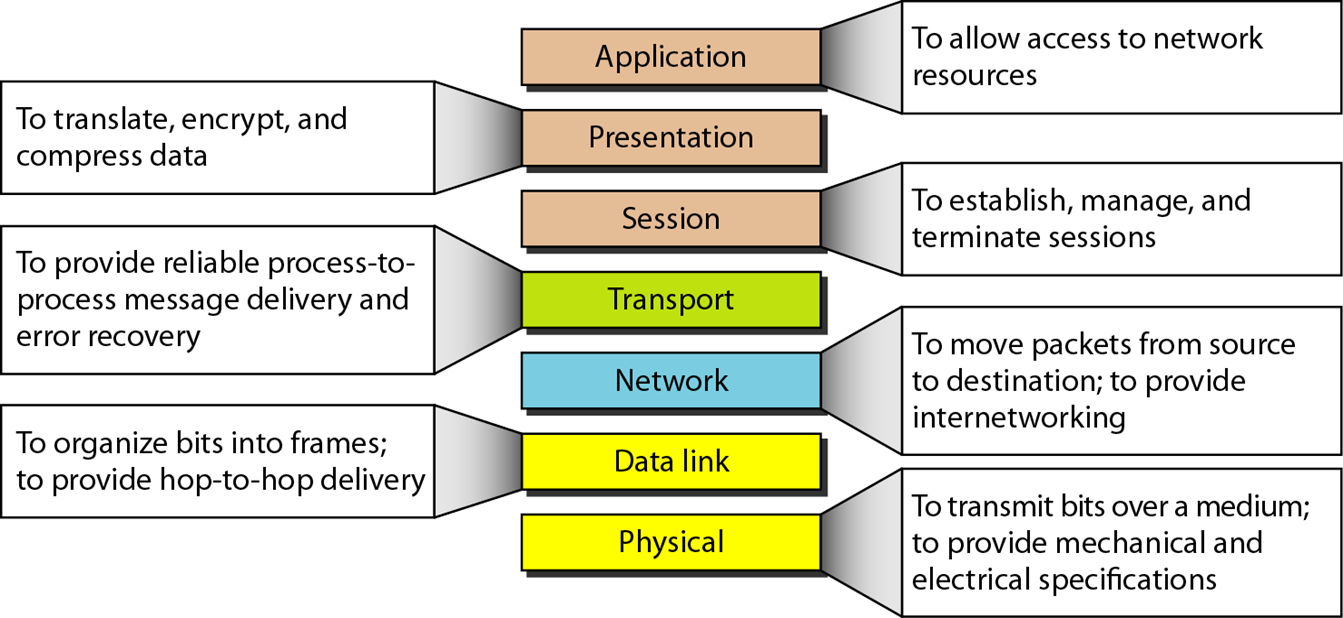 Application
To allow access to network
resources
To translate, encrypt, and
compress data
Presentation
Session
To establish, manage, and
terminate sessions
To provide reliable process-to-
process message delivery and
error recovery
Transport
Network
To move packets from source
to destination; to provide
internetworking
To organize bits into frames;
to provide hop-to-hop delivery
Data link
Physical
To transmit bits over a medium;
to provide mechanical and
electrical specifications